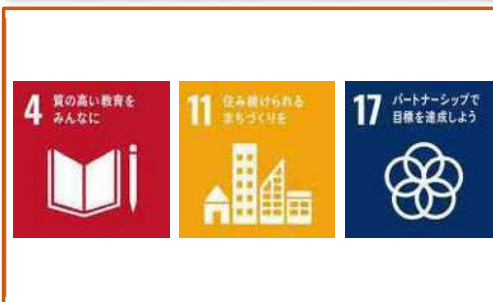 4 質の高い教育を
みんなに
11 住み続けられる
まちづくりを
17 パートナーシップで
目標を達成しよう